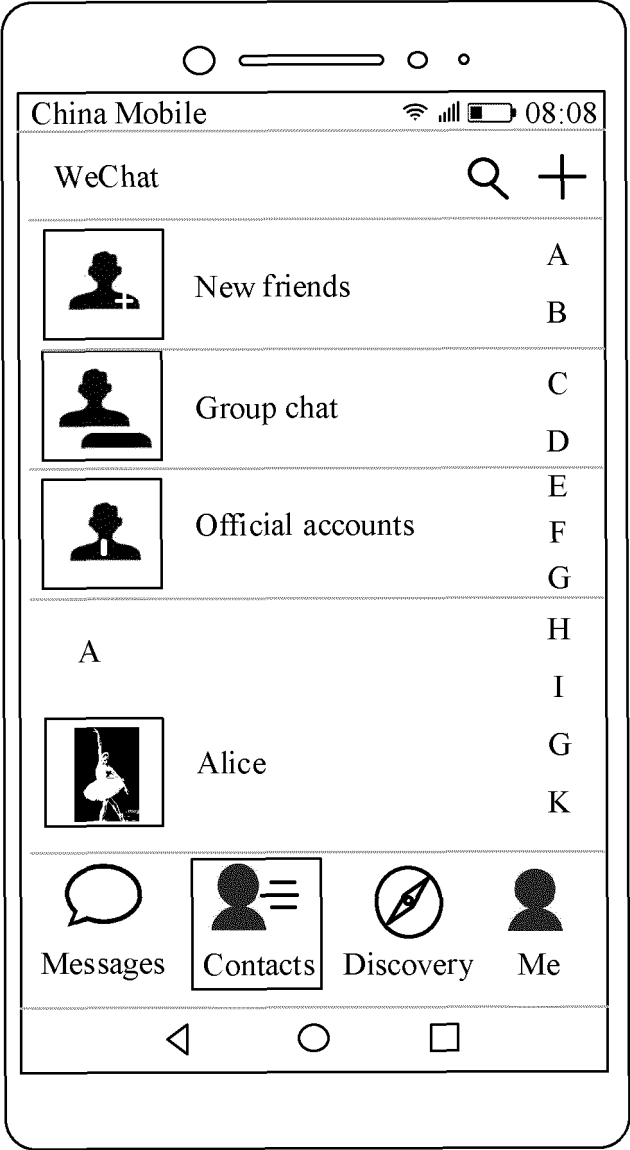 China Mobile 08:08
WeChat
A
New friends
B
C
Group chat
D
E
Official accounts
F
G
H
A
I
G
Alice
K
Messages Contacts Discovery Me